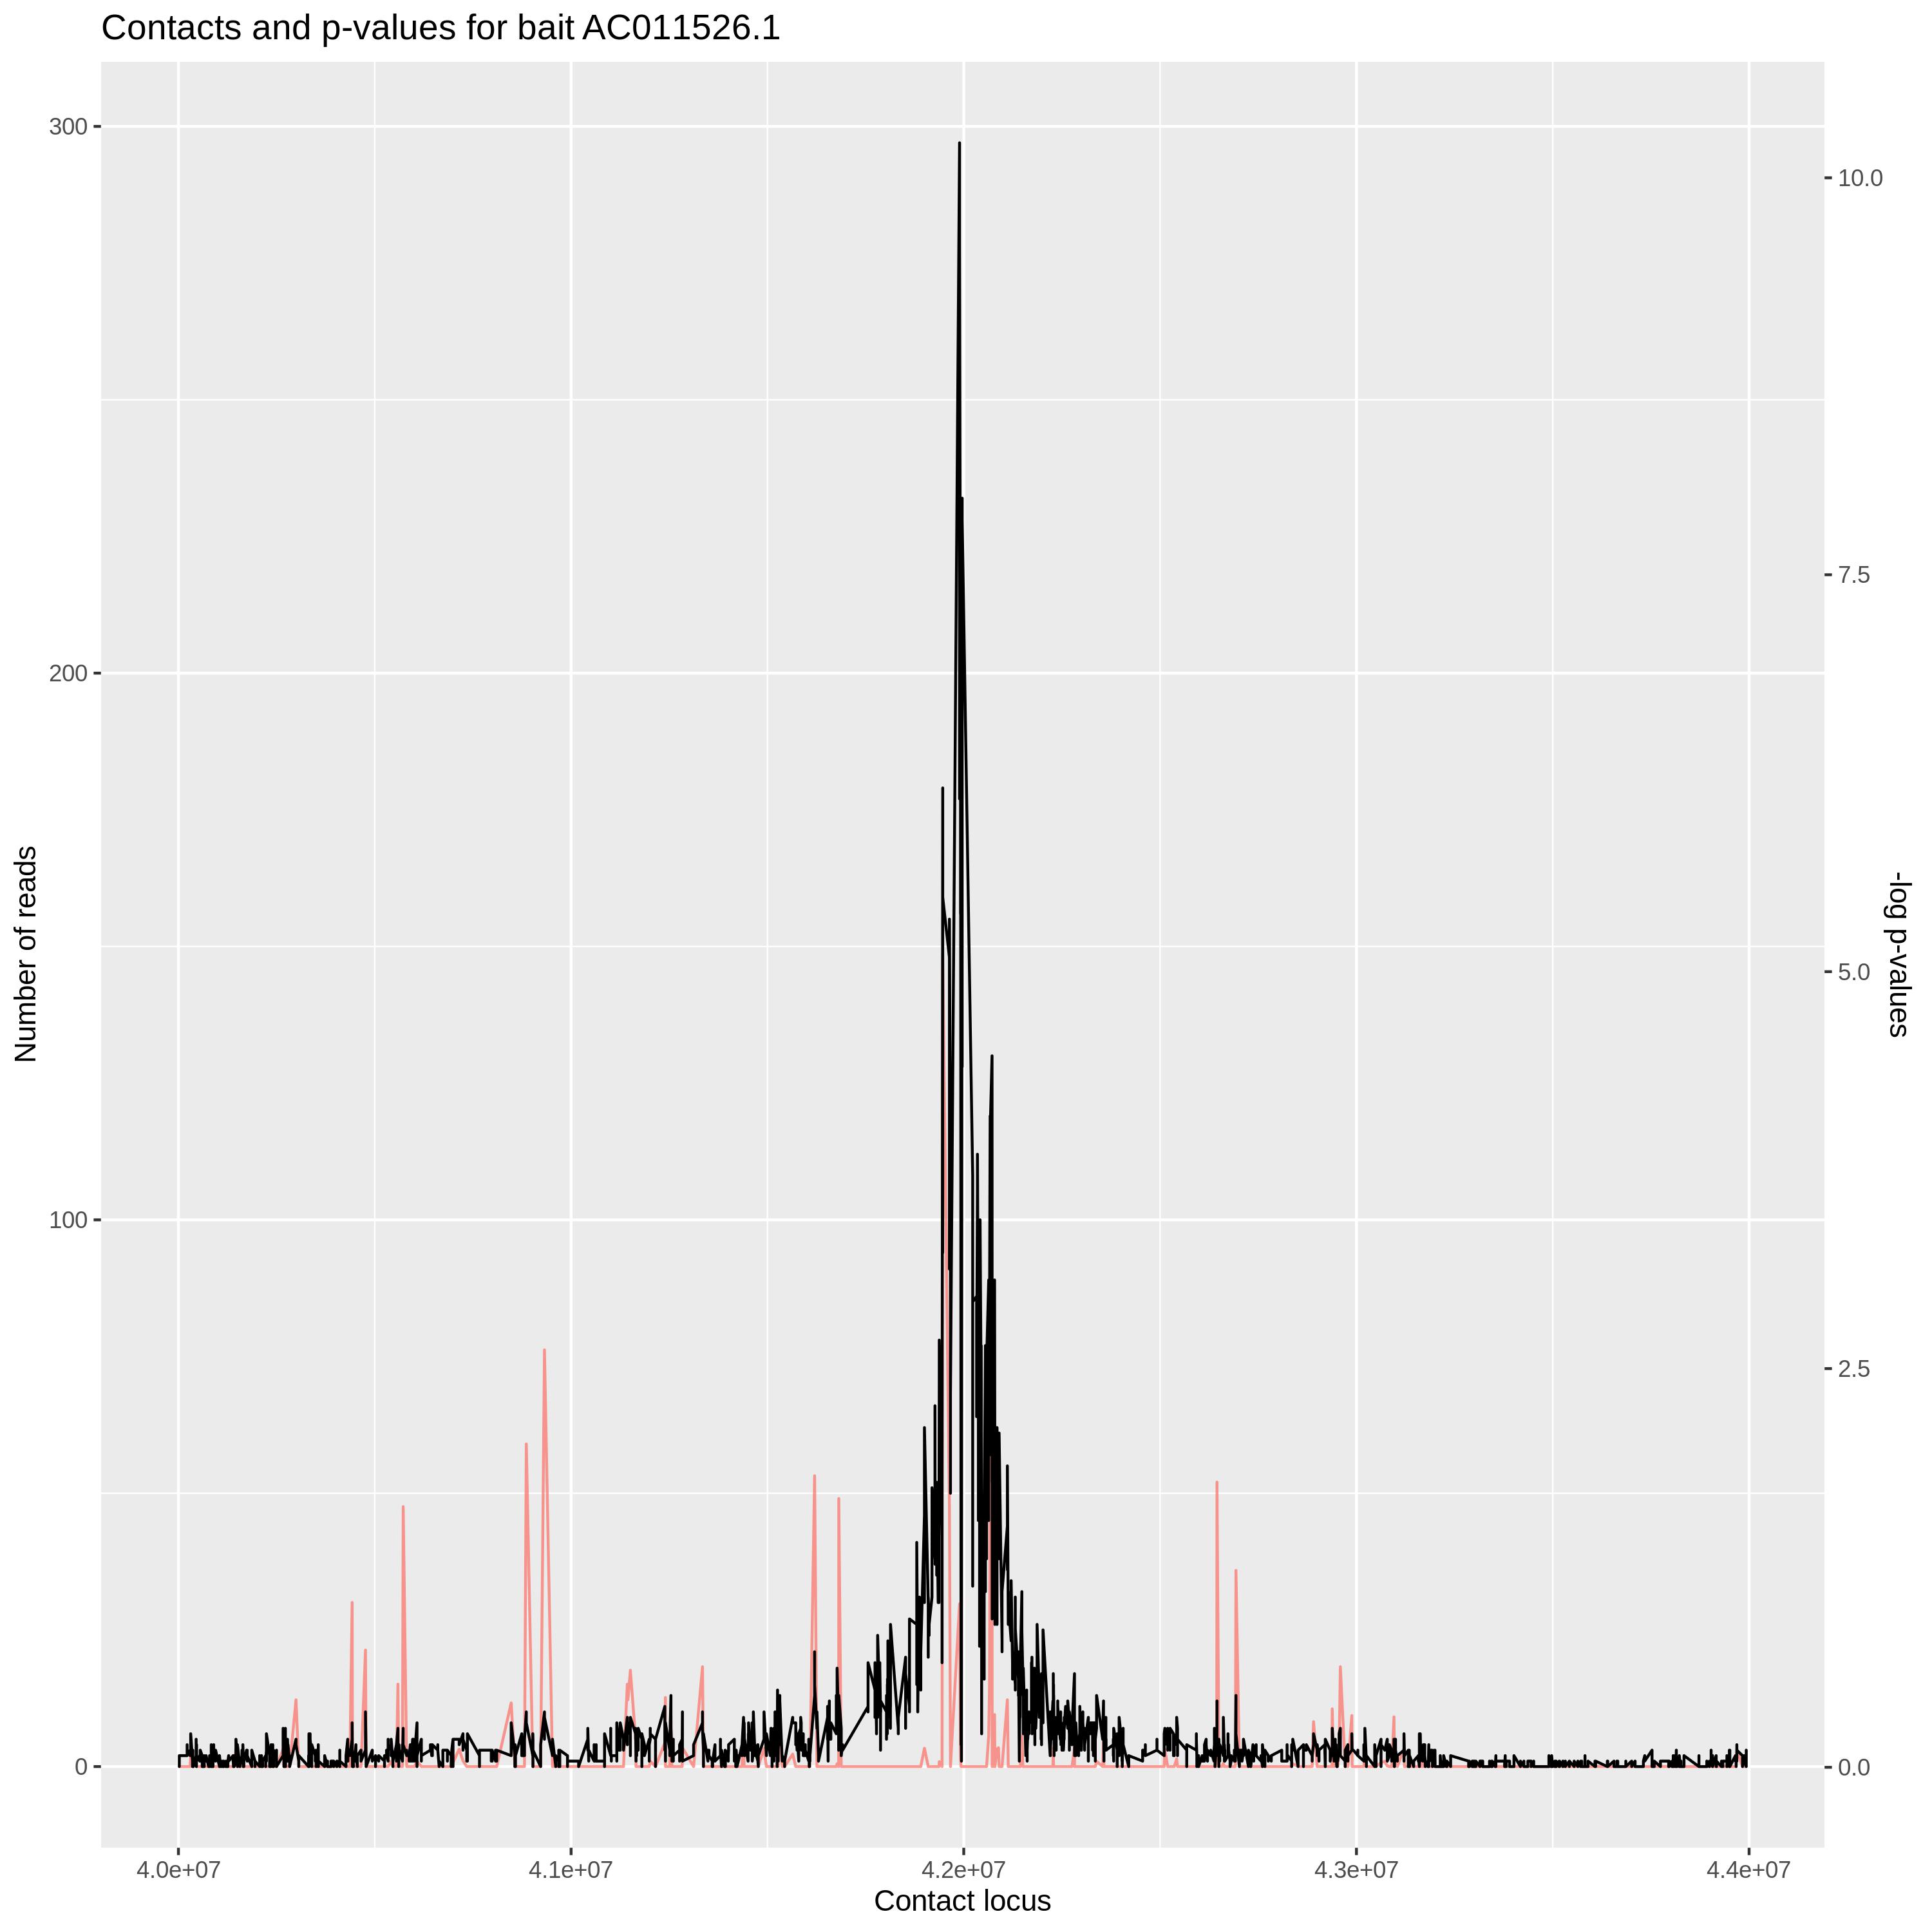 Contacts and p-values for bait AC011526.1
300
200
100
0
Number of reads
10.0
7.5
5.0
2.5
0.0
-log p-values
4.0e+07
4.1e+07
4.2e+07
4.3e+07
4.4e+07
Contact locus